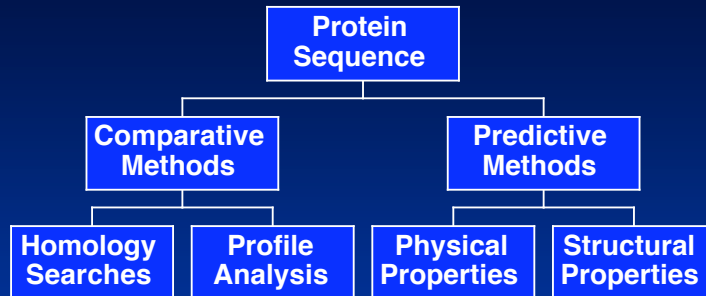 Protein
Sequence
Comparative
Methods
Predictive
Methods
Homology
Searches
Profile
Analysis
Physical
Properties
Structural
Properties